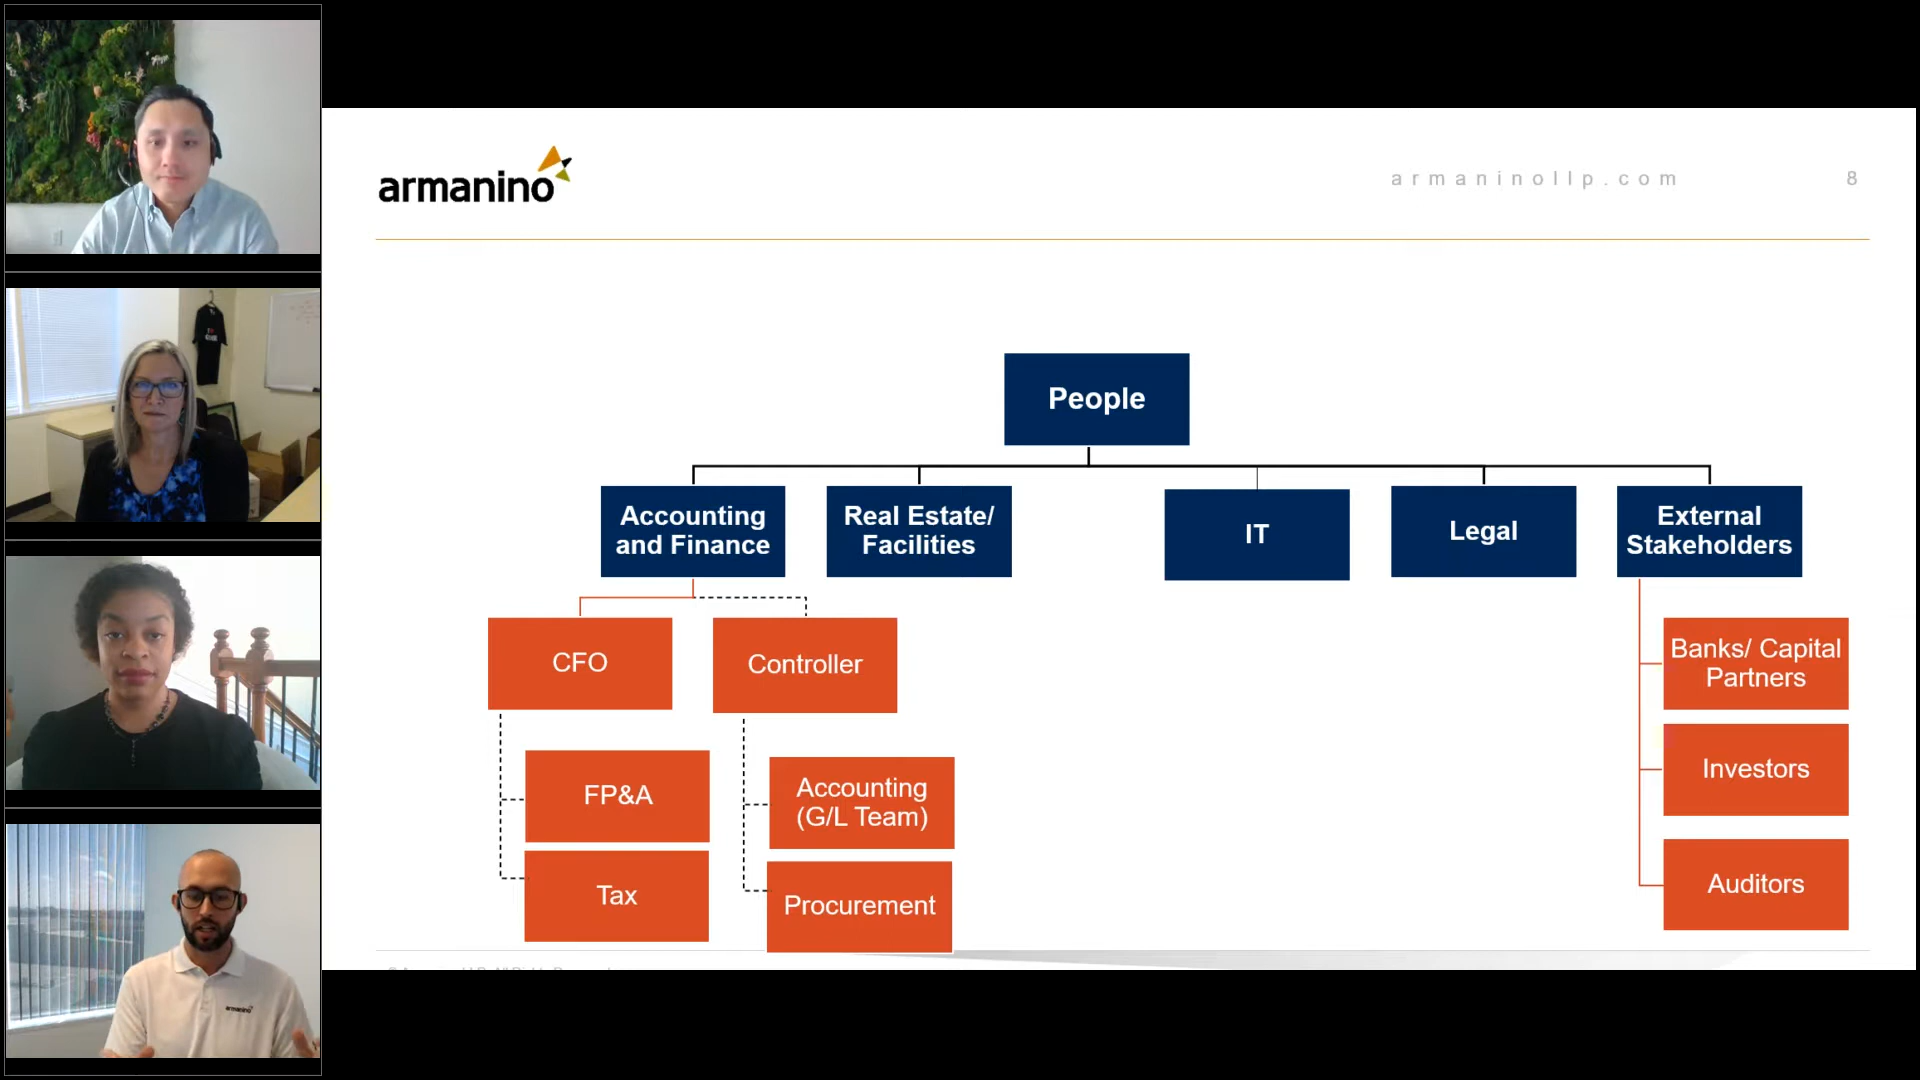 armanino
armaninollp.com
8
People
Accounting
and Finance
Real Estate/
Facilities
IT
Legal
External
Stakeholders
CFO
Controller
Banks/ Capital
Partners
FP&A
Accounting
(G/L Team)
Investors
Tax
Procurement
Auditors
armanino